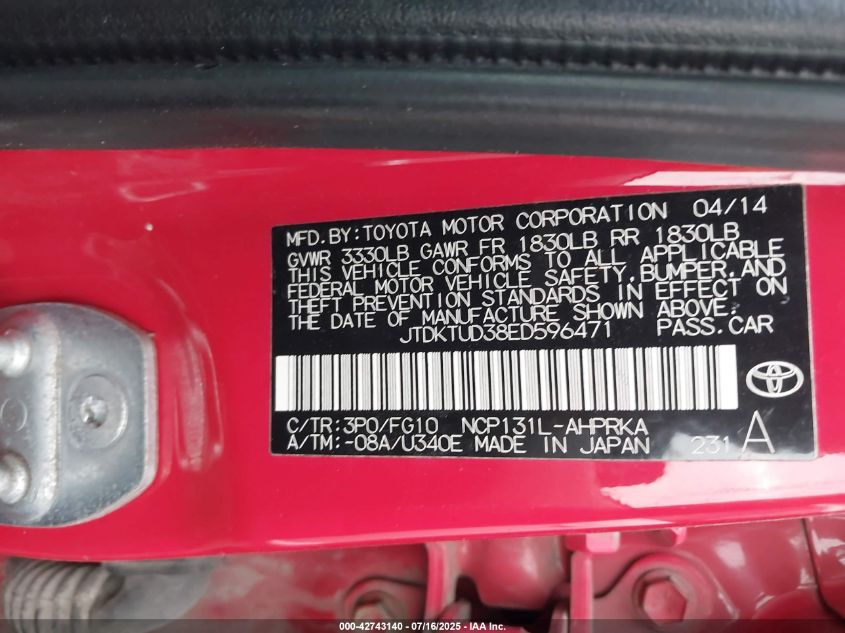 MFD.BY:TOYOTA MOTOR CORPORATION 04/14
GVWR 3330LB GAWR FR 1830LB RR 1830LB
THIS VEHICLE CONFORMS TO ALL APPLICABLE
FEDERAL MOTOR VEHICLE SAFETY,BUMPER,AND
THEFT PREVENTION STANDARDS IN EFFECT ON
THE DATE OF MANUFACTURE SHOWN ABOVE.
JTDKTUD38ED596471 PASS.CAR
C/TR:3P0/FG10 NCP131L-AHPRKA
A/TM:-08A/U340E MADE IN JAPAN 231 A
000-42743140 - 07/16/2025 - IAA Inc.